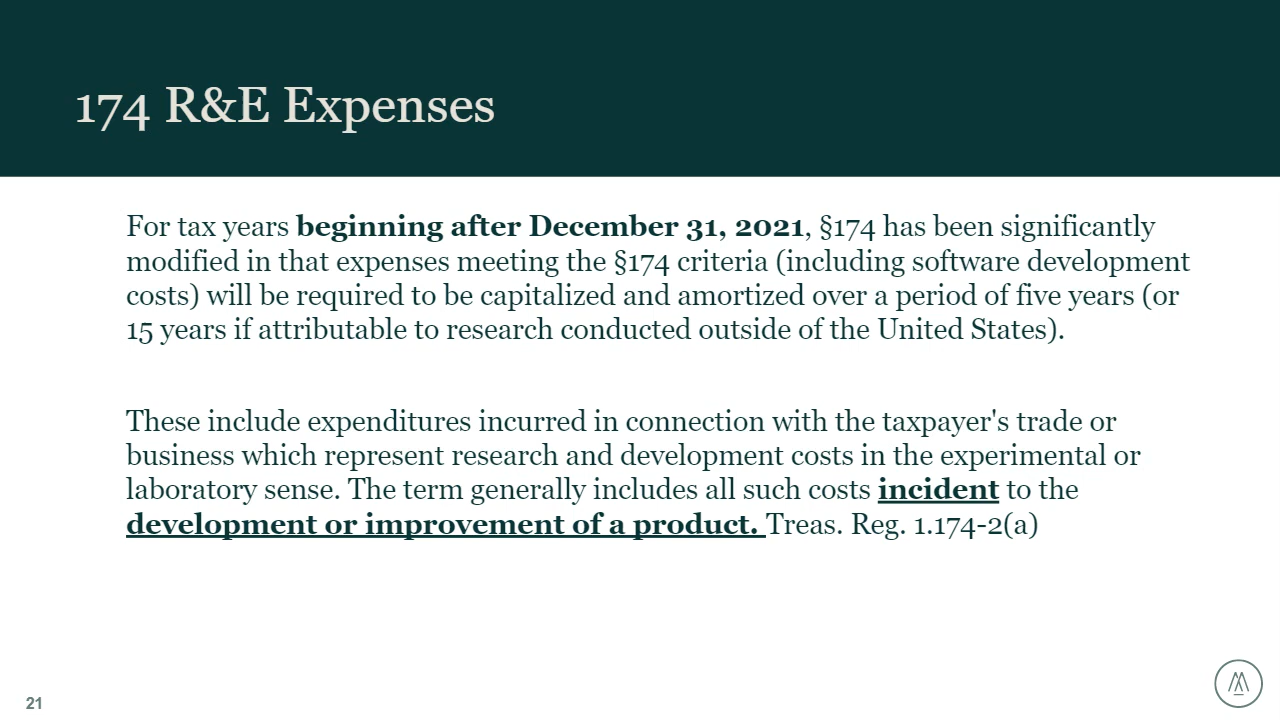 174 R&E Expenses
For tax years beginning after December 31, 2021, §174 has been significantly
modified in that expenses meeting the §174 criteria (including software development
costs) will be required to be capitalized and amortized over a period of five years (or
15 years if attributable to research conducted outside of the United States).
These include expenditures incurred in connection with the taxpayer's trade or
business which represent research and development costs in the experimental or
laboratory sense. The term generally includes all such costs incident to the
development or improvement of a product. Treas. Reg. 1.174-2(a)
21